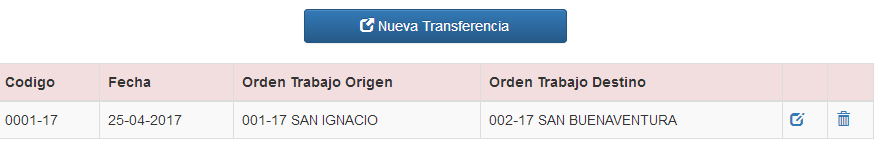 Nueva Transferencia
Codigo Fecha Orden Trabajo Origen Orden Trabajo Destino
0001-17 25-04-2017 001-17 SAN IGNACIO 002-17 SAN BUENAVENTURA